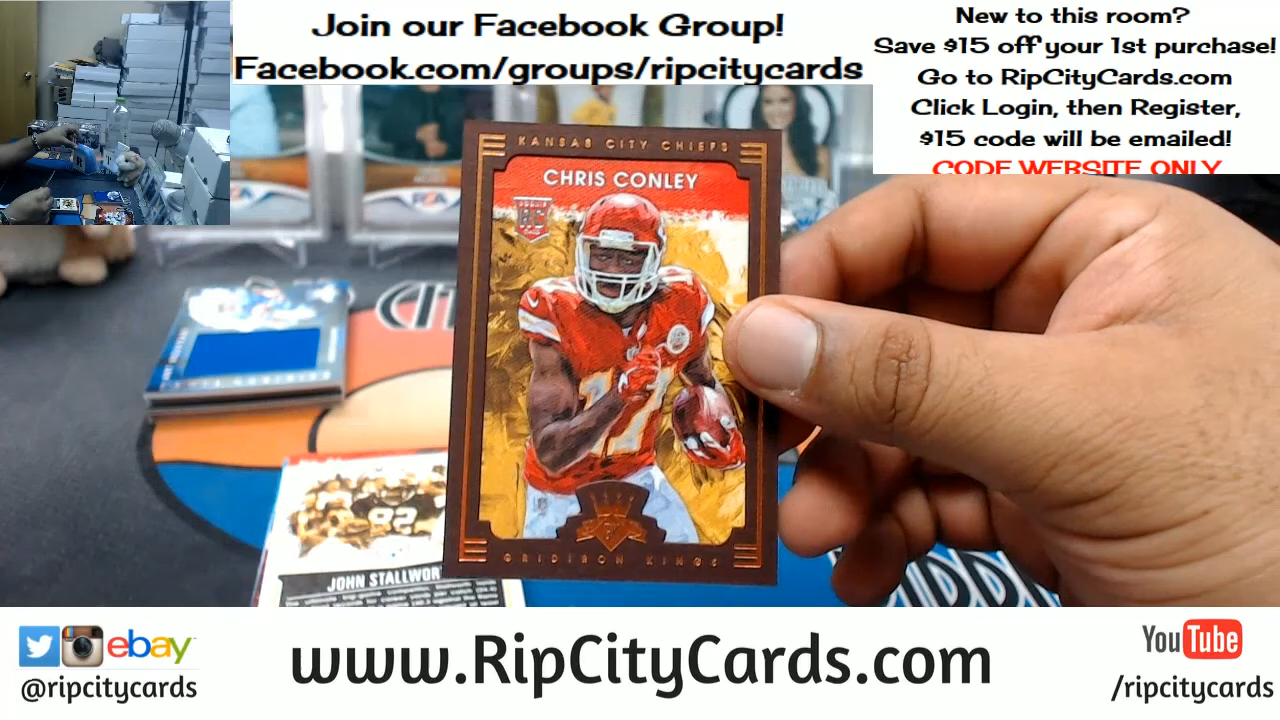 Join our Facebook Group!
Facebook.com/groups/ripcitycards
New to this room?
Save $15 off your 1st purchase!
Go to RipCityCards.com
Click Login, then Register,
$15 code will be emailed!
CODE WEBSITE ONLY
KANSAS CITY CHIEFS
CHRIS CONLEY
RC
GRIDIRON KINGS
82
JOHN STALLWOR
ebay
@ripcitycards
www.RipCityCards.com
YouTube
/ripcitycards